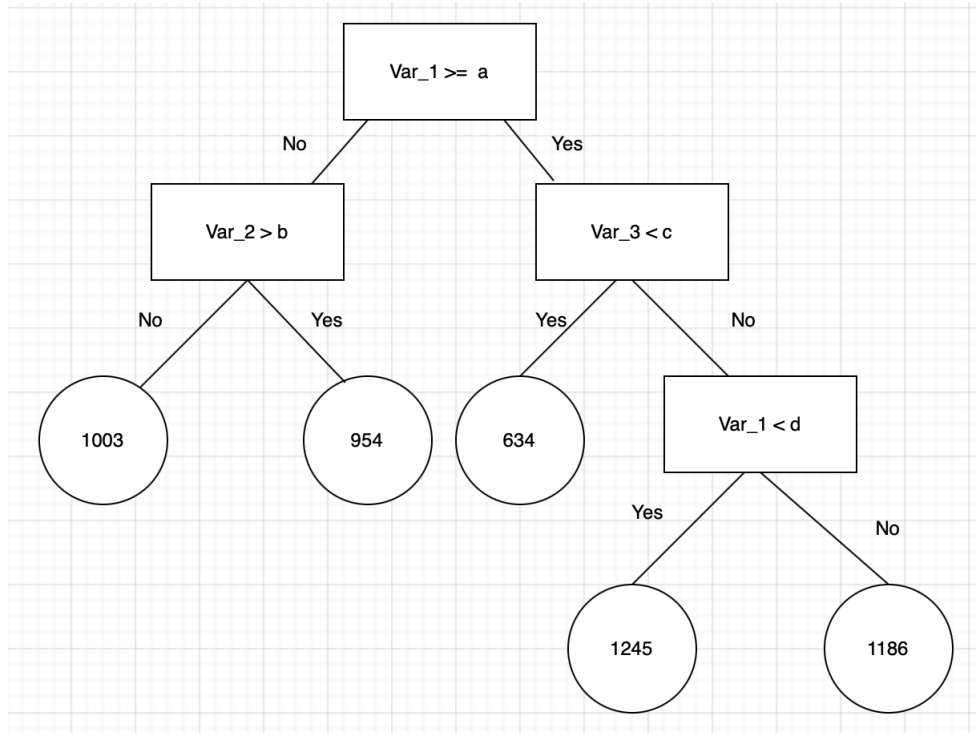 Var_1 >= a
No
Yes
Var_2 > b
Var_3 < c
No
Yes
Yes
No
1003
954
634
Var_1 < d
Yes
No
1245
1186